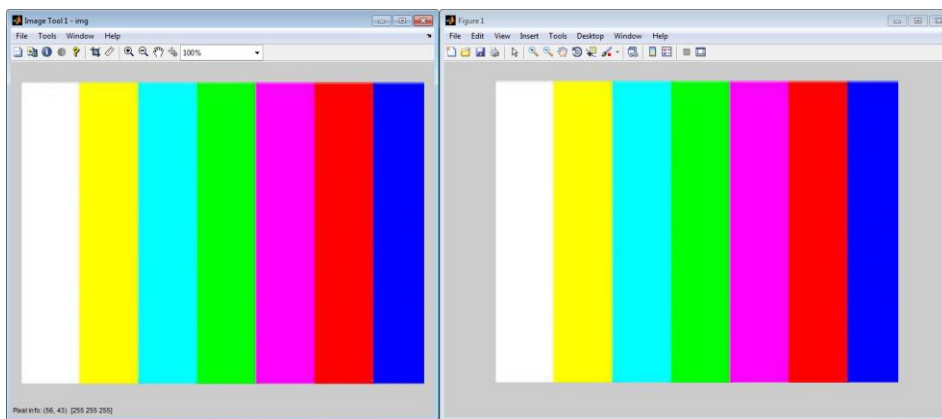 Image Tool 1 - img
File Tools Window Help
100%
Pixel info: (56, 43) [255 255 255]
Figure 1
File Edit View Insert Tools Desktop Window Help